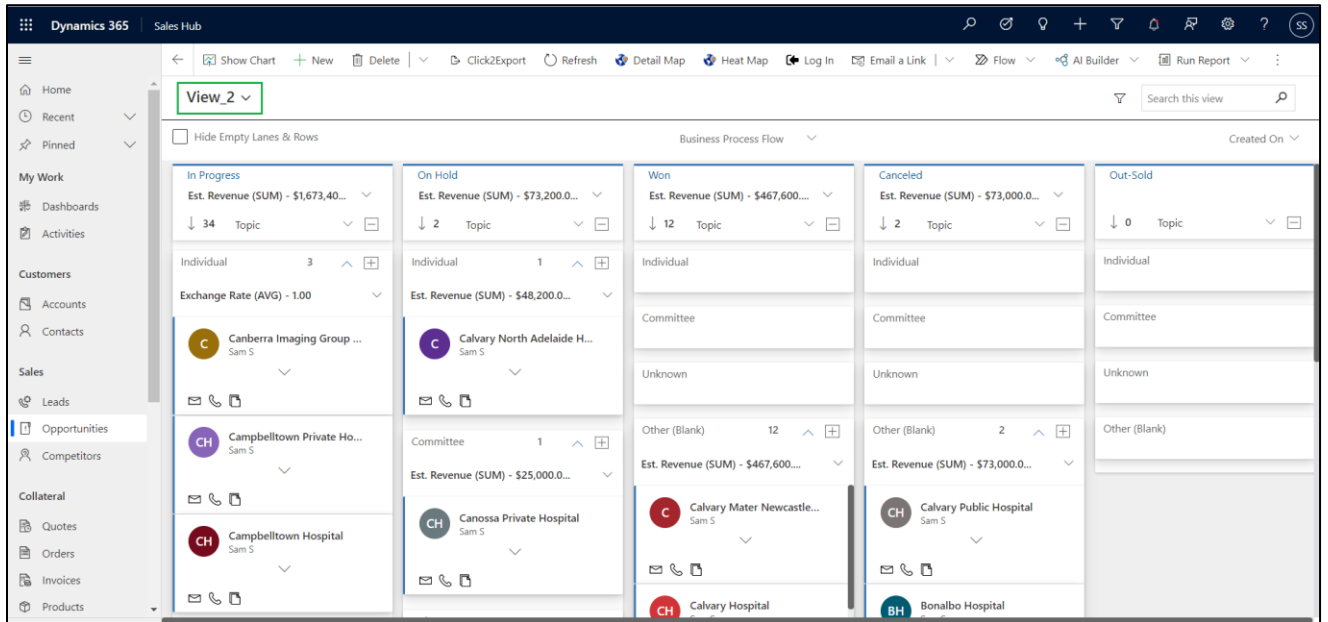 Dynamics 365 Sales Hub SS
Show Chart New Delete Click2Export Refresh Detail Map Heat Map Log In Email a Link Flow AI Builder Run Report
Home
Recent
Pinned
My Work
Dashboards
Activities
Customers
Accounts
Contacts
Sales
Leads
Opportunities
Competitors
Collateral
Quotes
Orders
Invoices
Products
View_2 Search this view
Hide Empty Lanes & Rows Business Process Flow Created On
In Progress
Est. Revenue (SUM) - $1,673,40...
34 Topic
Individual 3
Exchange Rate (AVG) - 1.00
C Canberra Imaging Group ...
Sam S
CH Campbelltown Private Ho...
Sam S
CH Campbelltown Hospital
Sam S
On Hold
Est. Revenue (SUM) - $73,200.0...
2 Topic
Individual 1
Est. Revenue (SUM) - $48,200.0...
C Calvary North Adelaide H...
Sam S
Committee 1
Est. Revenue (SUM) - $25,000.0...
CH Canossa Private Hospital
Sam S
Won
Est. Revenue (SUM) - $467,600....
12 Topic
Individual
Committee
Unknown
Other (Blank) 12
Est. Revenue (SUM) - $467,600....
C Calvary Mater Newcastle...
Sam S
CH Calvary Hospital
Canceled
Est. Revenue (SUM) - $73,000.0...
2 Topic
Individual
Committee
Unknown
Other (Blank) 2
Est. Revenue (SUM) - $73,000.0...
CH Calvary Public Hospital
Sam S
BH Bonalbo Hospital
Out-Sold
0 Topic
Individual
Committee
Unknown
Other (Blank)